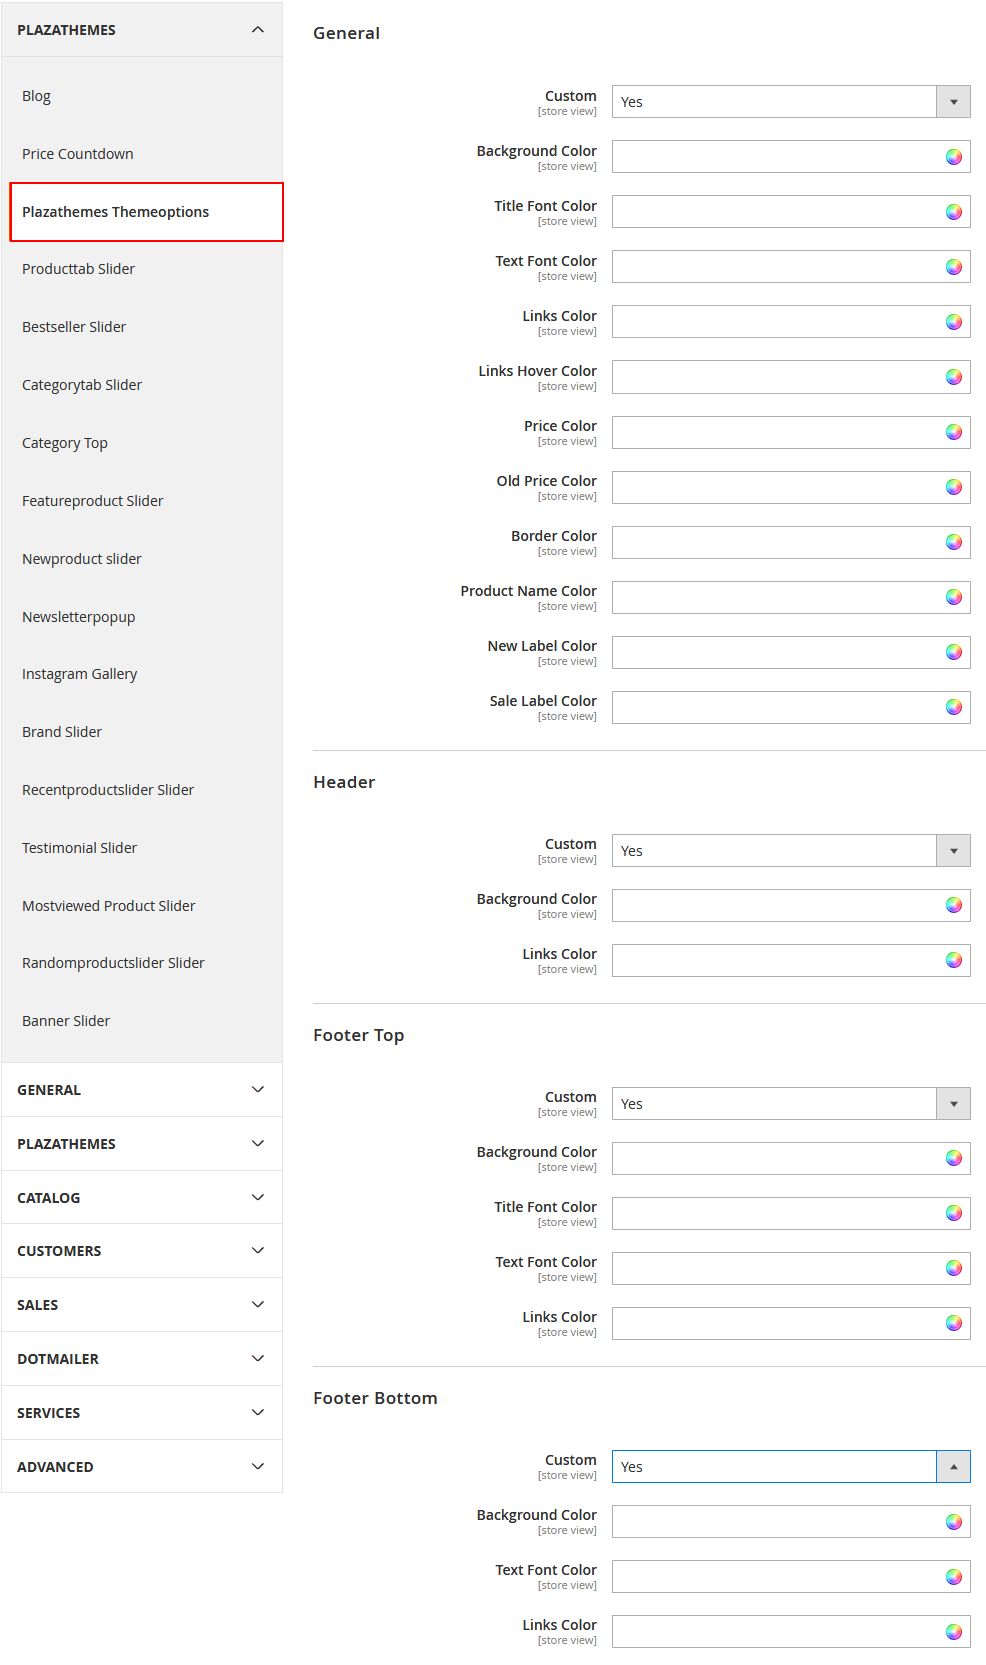 PLAZATHEMES
Blog
Price Countdown
Plazathemes Themeoptions
Producttab Slider
Bestseller Slider
Categorytab Slider
Category Top
Featureproduct Slider
Newproduct slider
Newsletterpopup
Instagram Gallery
Brand Slider
Recentproductslider Slider
Testimonial Slider
Mostviewed Product Slider
Randomproductslider Slider
Banner Slider
GENERAL
PLAZATHEMES
CATALOG
CUSTOMERS
SALES
DOTMAILER
SERVICES
ADVANCED
General
Custom
[store view]
Yes
Background Color
[store view]
Title Font Color
[store view]
Text Font Color
[store view]
Links Color
[store view]
Links Hover Color
[store view]
Price Color
[store view]
Old Price Color
[store view]
Border Color
[store view]
Product Name Color
[store view]
New Label Color
[store view]
Sale Label Color
[store view]
Header
Custom
[store view]
Yes
Background Color
[store view]
Links Color
[store view]
Footer Top
Custom
[store view]
Yes
Background Color
[store view]
Title Font Color
[store view]
Text Font Color
[store view]
Links Color
[store view]
Footer Bottom
Custom
[store view]
Yes
Background Color
[store view]
Text Font Color
[store view]
Links Color
[store view]